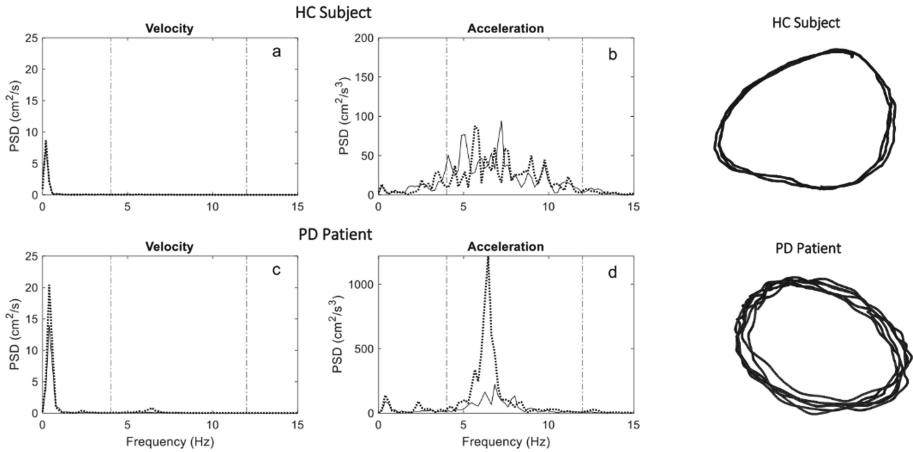 HC Subject
HC Subject
Velocity
a
25
20
15
10
5
0
PSD (cm²/s)
0 5 10 15
Acceleration
b
200
150
100
50
0
PSD (cm²/s³)
0 5 10 15
PD Patient
PD Patient
Velocity
c
25
20
15
10
5
0
PSD (cm²/s)
0 5 10 15
Frequency (Hz)
Acceleration
d
1000
500
0
PSD (cm²/s³)
0 5 10 15
Frequency (Hz)